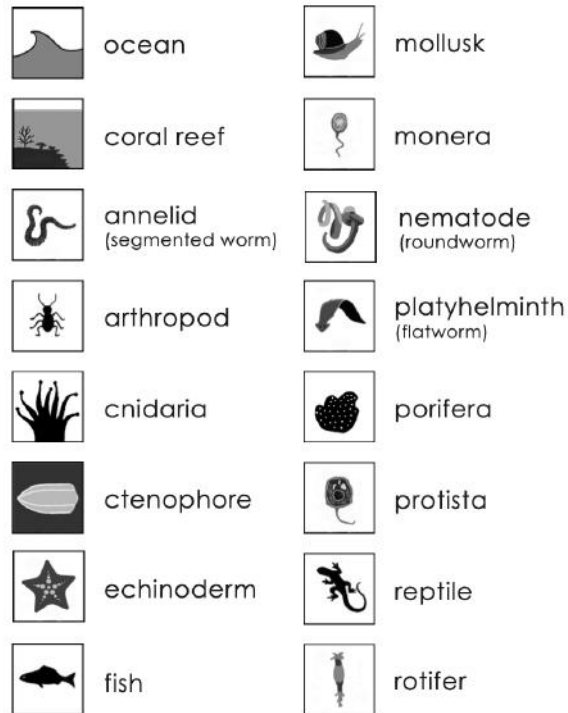 ocean
coral reef
annelid
(segmented worm)
arthropod
cnidaria
ctenophore
echinoderm
fish
mollusk
monera
nematode
(roundworm)
platyhelminth
(flatworm)
porifera
protista
reptile
rotifer